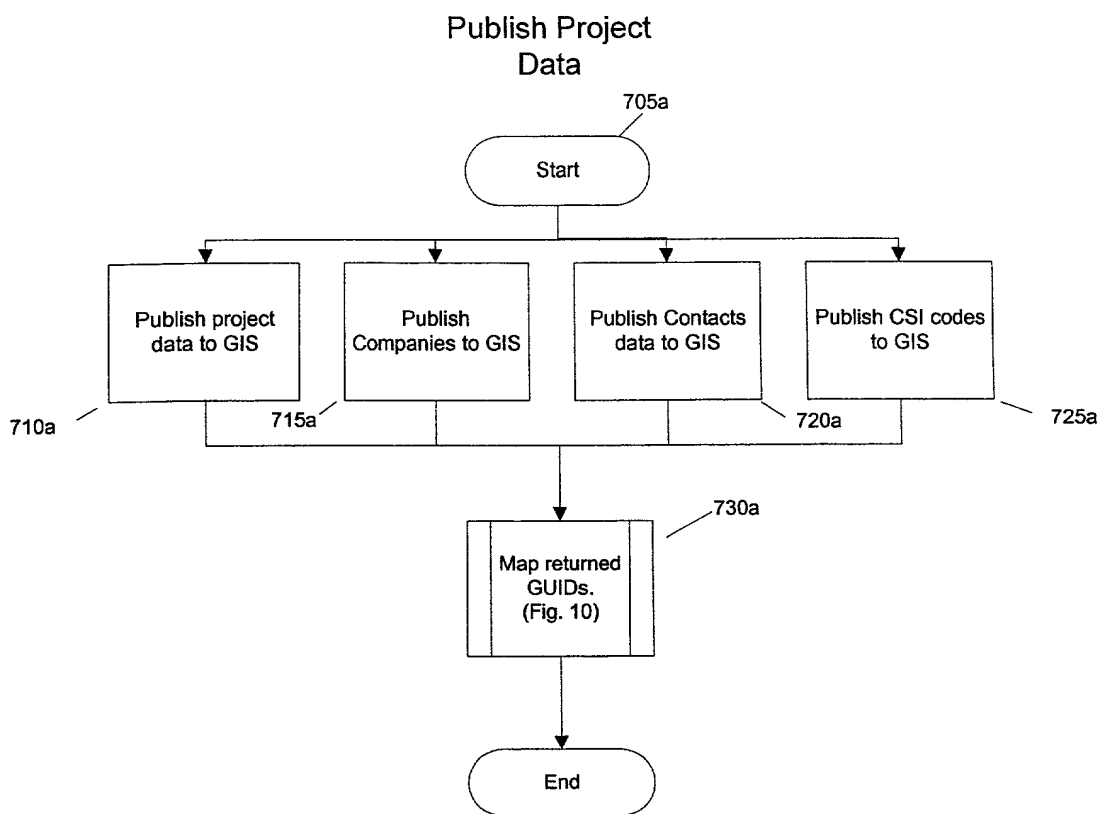 Publish Project
Data
705a
Start
Publish project
data to GIS
Publish
Companies to GIS
Publish Contacts
data to GIS
Publish CSI codes
to GIS
710a
715a
720a
725a
730a
Map returned
GUIDs.
(Fig. 10)
End